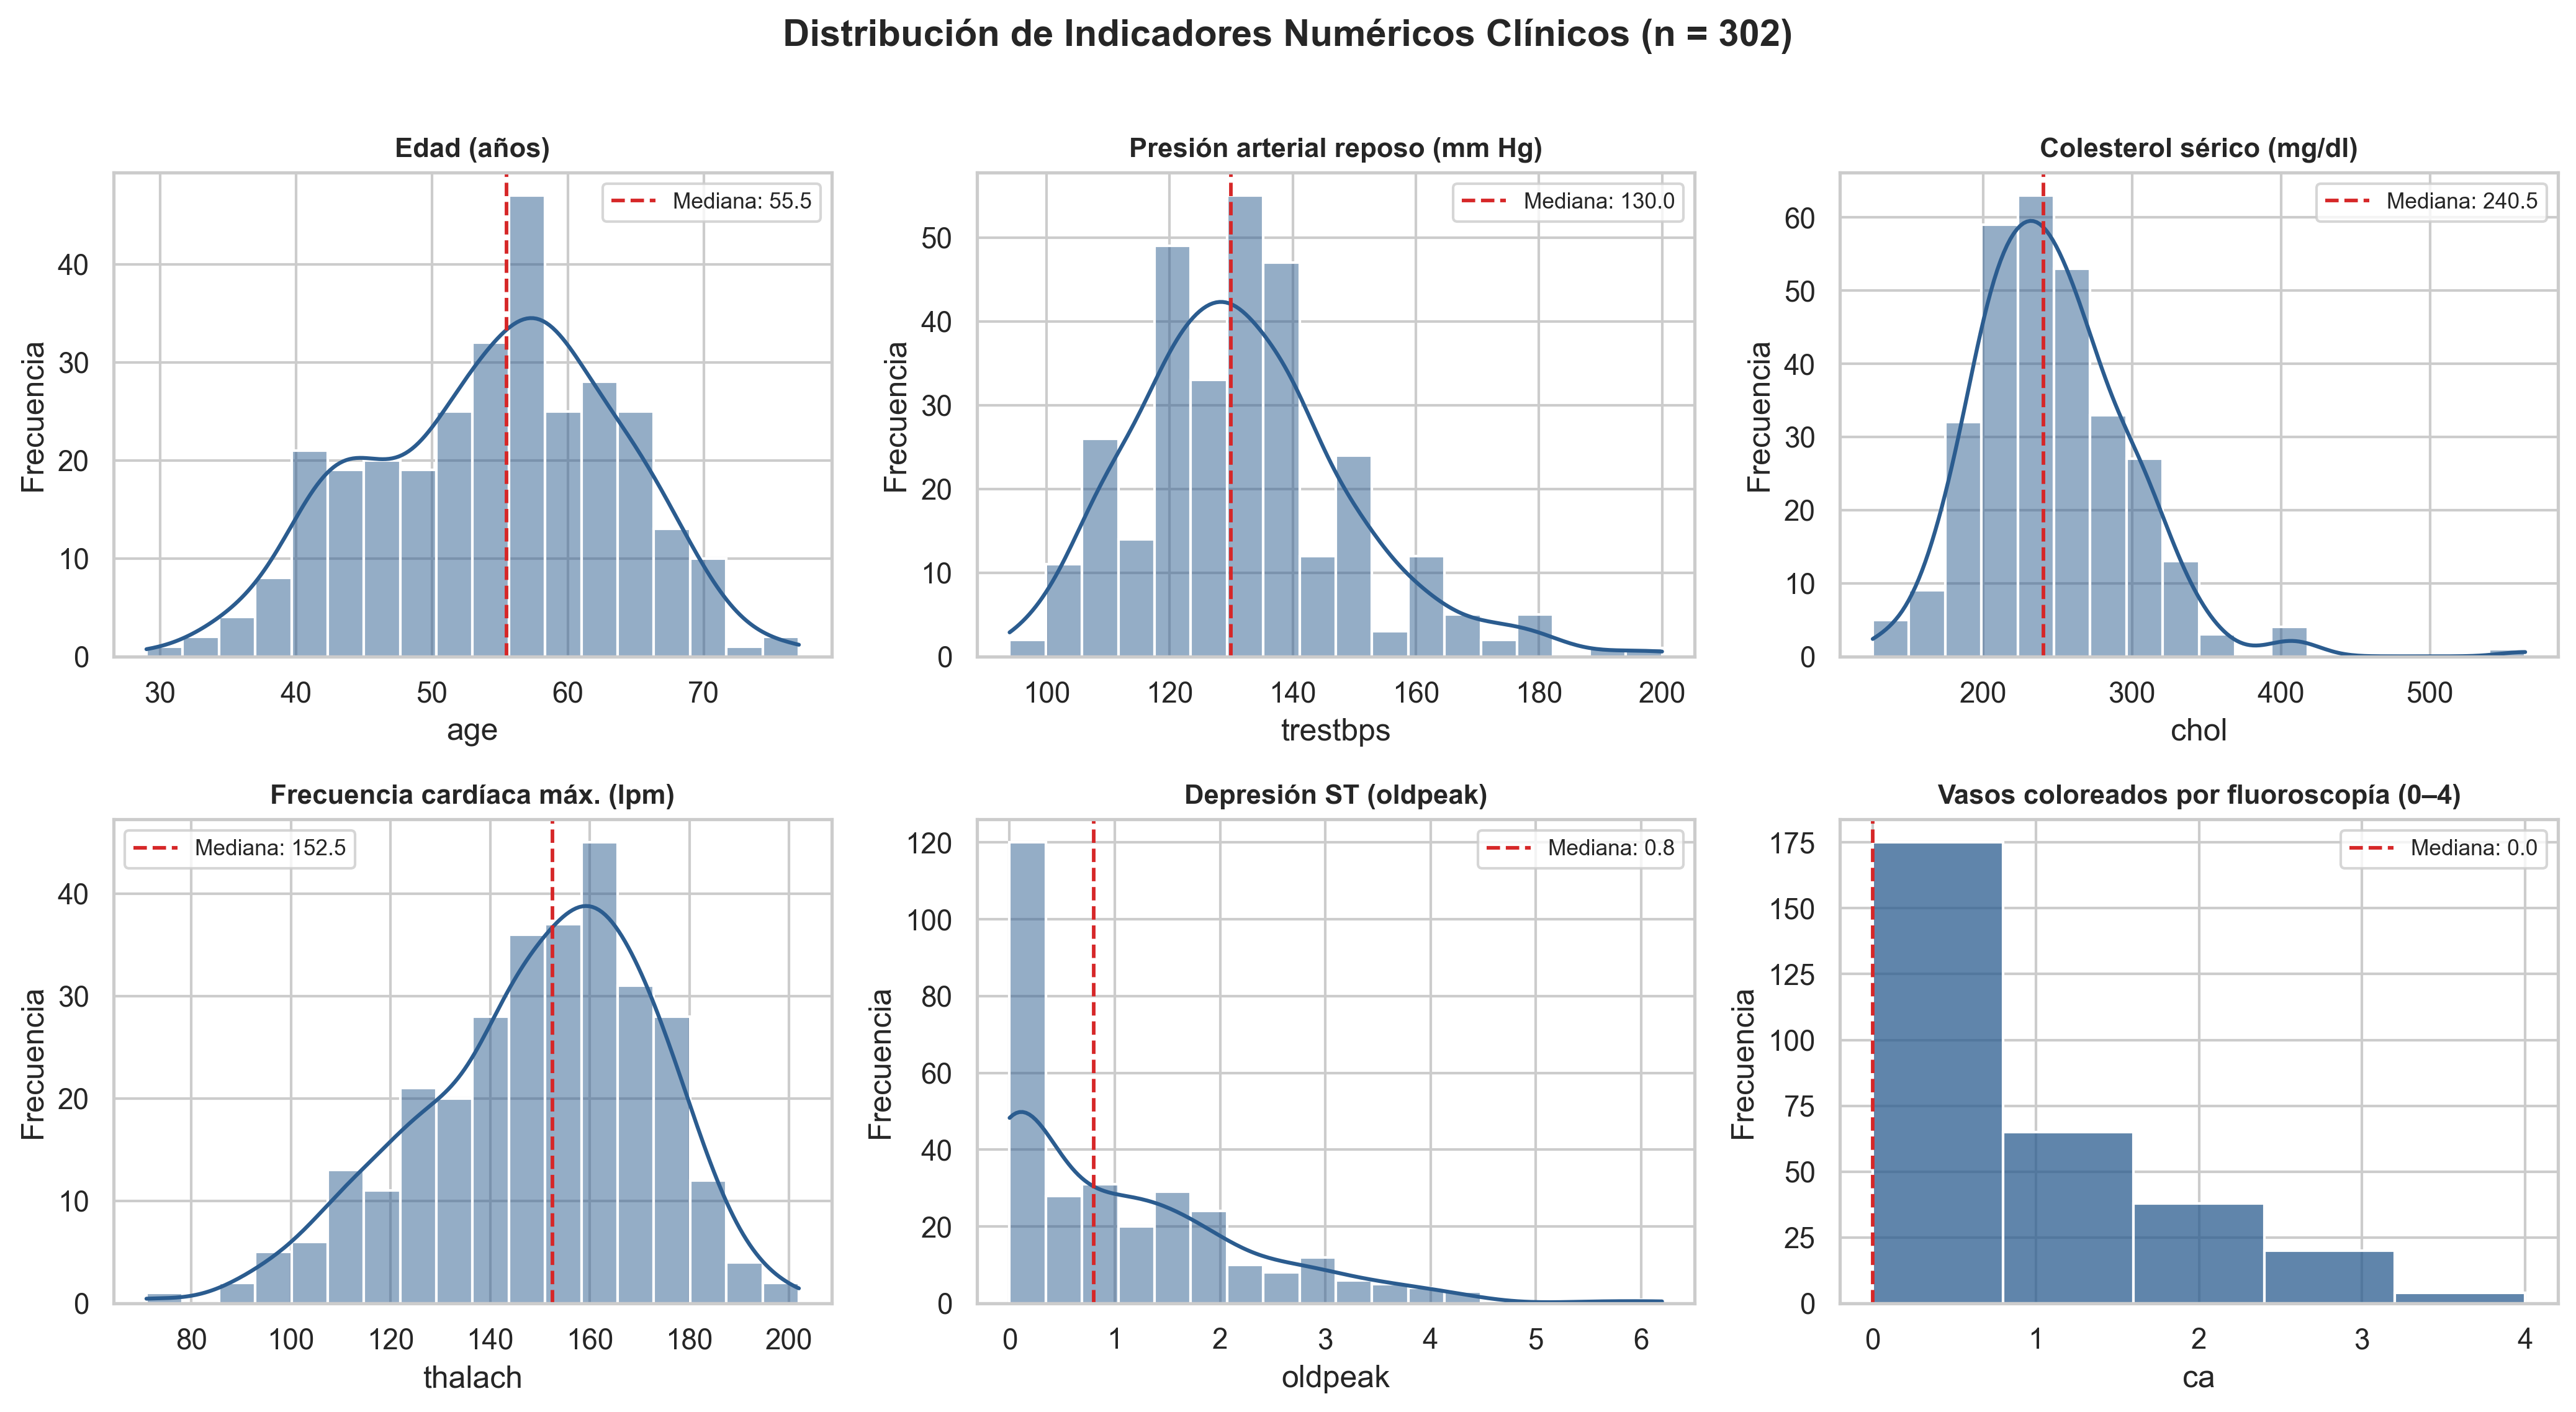 Distribución de Indicadores Numéricos Clínicos (n = 302)
Edad (años)
Mediana: 55.5
Frecuencia
40
30
20
10
0
30 40 50 60 70
age
Presión arterial reposo (mm Hg)
Mediana: 130.0
Frecuencia
50
40
30
20
10
0
100 120 140 160 180 200
trestbps
Colesterol sérico (mg/dl)
Mediana: 240.5
Frecuencia
60
50
40
30
20
10
0
200 300 400 500
chol
Frecuencia cardíaca máx. (lpm)
Mediana: 152.5
Frecuencia
40
30
20
10
0
80 100 120 140 160 180 200
thalach
Depresión ST (oldpeak)
Mediana: 0.8
Frecuencia
120
100
80
60
40
20
0
0 1 2 3 4 5 6
oldpeak
Vasos coloreados por fluoroscopía (0–4)
Mediana: 0.0
Frecuencia
175
150
125
100
75
50
25
0
0 1 2 3 4
ca